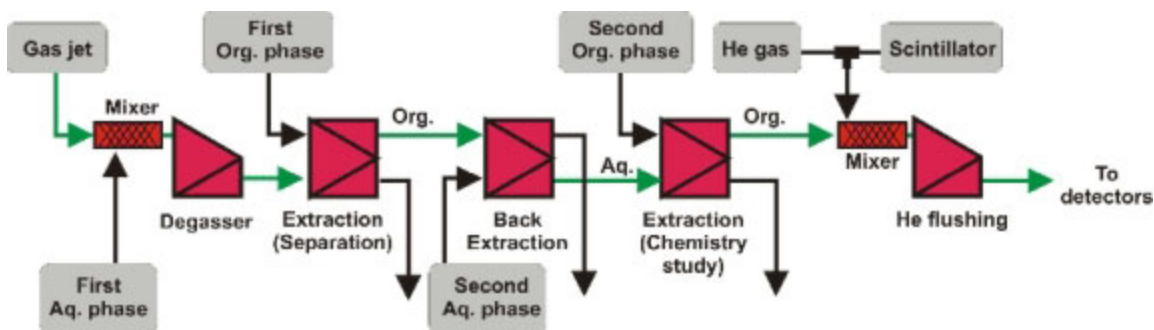 Gas jet
First
Org. phase
Second
Org. phase
He gas
Scintillator
Mixer
Org.
Org.
Mixer
Aq.
To
detectors
Degasser
Extraction
(Separation)
Back
Extraction
Extraction
(Chemistry
study)
He flushing
First
Aq. phase
Second
Aq. phase